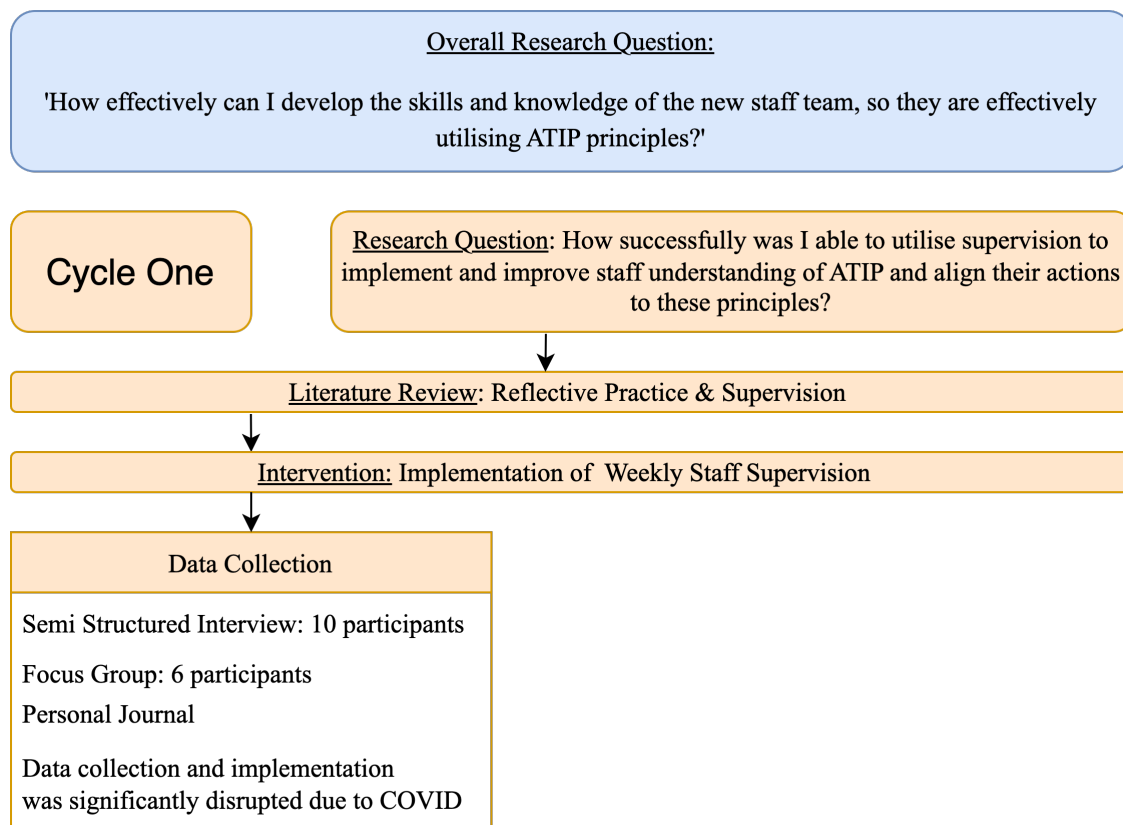 Overall Research Question:
'How effectively can I develop the skills and knowledge of the new staff team, so they are effectively
utilising ATIP principles?'
Cycle One
Research Question: How successfully was I able to utilise supervision to
implement and improve staff understanding of ATIP and align their actions
to these principles?
Literature Review: Reflective Practice & Supervision
Intervention: Implementation of  Weekly Staff Supervision
Data Collection
Semi Structured Interview: 10 participants
Focus Group: 6 participants
Personal Journal
Data collection and implementation
was significantly disrupted due to COVID